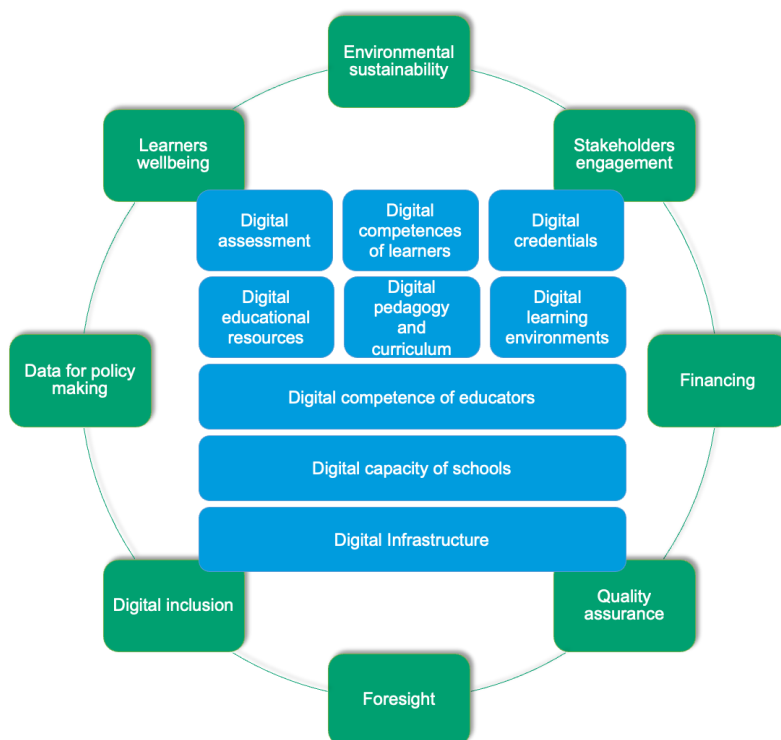 Environmental
sustainability
Learners
wellbeing
Stakeholders
engagement
Digital
assessment
Digital
competences
of learners
Digital
credentials
Digital
educational
resources
Digital
pedagogy
and
curriculum
Digital
learning
environments
Data for policy
making
Financing
Digital competence of educators
Digital capacity of schools
Digital Infrastructure
Digital inclusion
Quality
assurance
Foresight